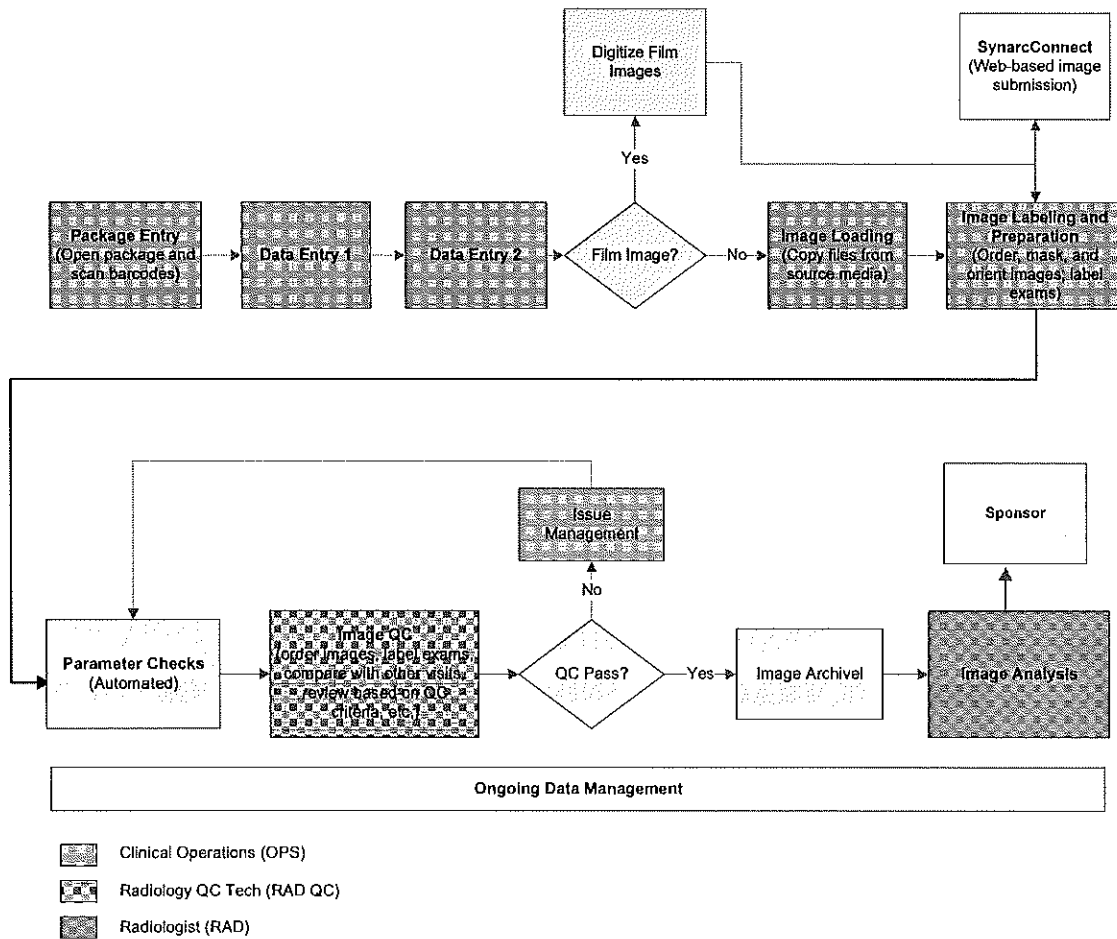 Digitize Film
Images
SynarcConnect
(Web-based image
submission)
Yes
Package Entry
(Open package and
scan barcodes)
Data Entry 1
Data Entry 2
Film Image?
No
Image Loading
(Copy files from
source media)
Image Labeling and
Preparation
(Order, mask, and
orient images; label
exams)
Issue
Management
Sponsor
No
Parameter Checks
(Automated)
Image QC
(order images, label exams,
compare with other visits,
review based on QC
criteria, etc.)
QC Pass?
Yes
Image Archivel
Image Analysis
Ongoing Data Management
Clinical Operations (OPS)
Radiology QC Tech (RAD QC)
Radiologist (RAD)